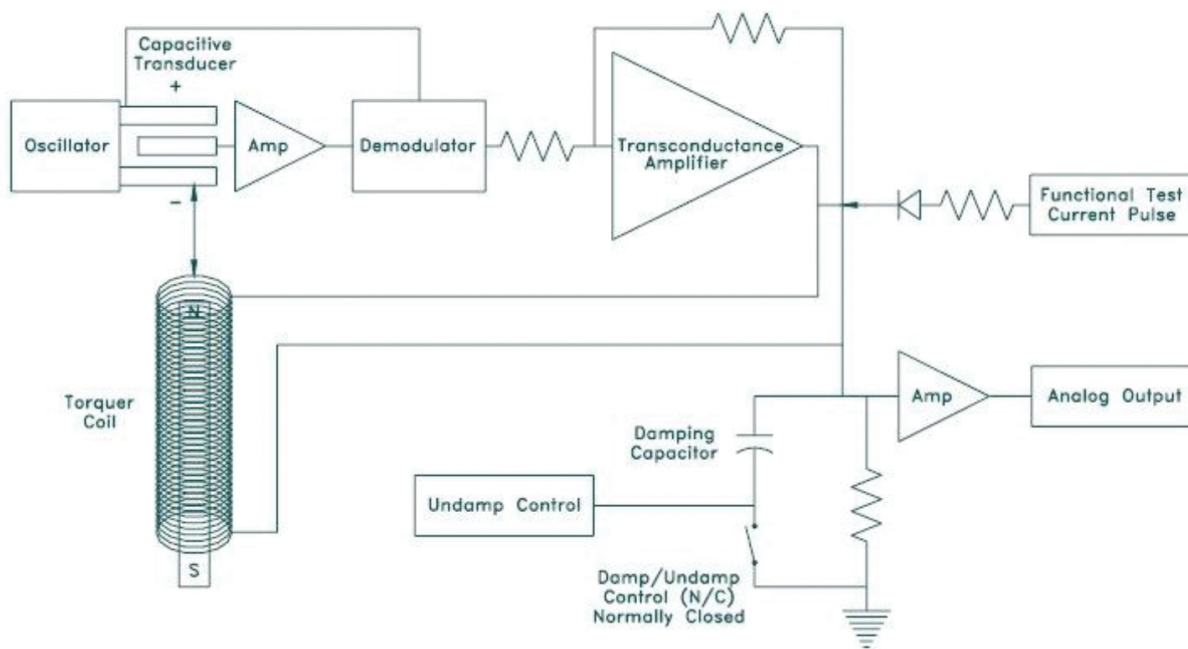 Capacitive
Transducer
+
Oscillator
Amp
Demodulator
Transconductance
Amplifier
-
Functional Test
Current Pulse
N
Torquer
Coil
S
Amp
Analog Output
Damping
Capacitor
Undamp Control
Damp/Undamp
Control (N/C)
Normally Closed